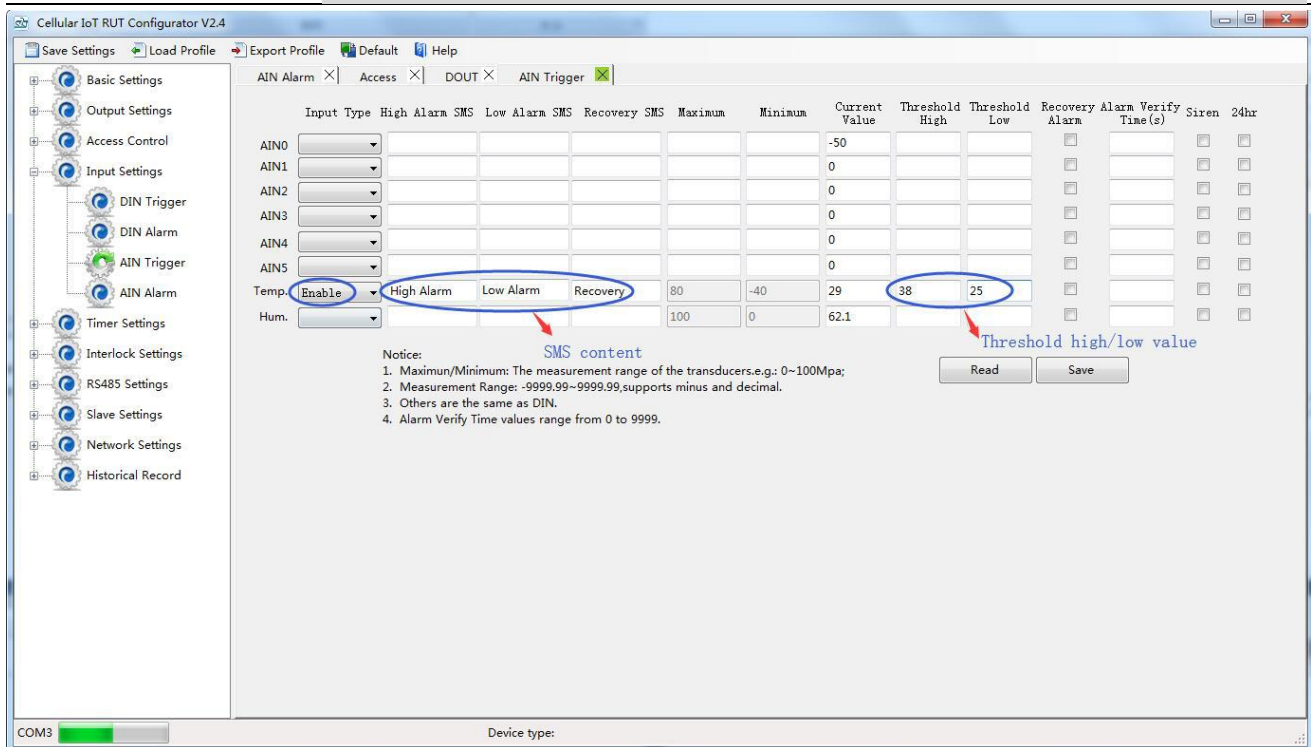 Cellular IoT RUT Configurator V2.4
Save Settings Load Profile Export Profile Default Help
AIN Alarm Access DOUT AIN Trigger
Basic Settings
Output Settings
Access Control
Input Settings
DIN Trigger
DIN Alarm
AIN Trigger
AIN Alarm
Timer Settings
Interlock Settings
RS485 Settings
Slave Settings
Network Settings
Historical Record
Input Type High Alarm SMS Low Alarm SMS Recovery SMS Maximum Minimum Current Value Threshold High Threshold Low Recovery Alarm Alarm Verify Time(s) Siren 24hr
AIN0 -50
AIN1 0
AIN2 0
AIN3 0
AIN4 0
AIN5 0
Temp. Enable High Alarm Low Alarm Recovery 80 -40 29 38 25
Hum. 100 0 62.1
SMS content
Threshold high/low value
Notice:
1. Maximun/Minimum: The measurement range of the transducers.e.g.: 0~100Mpa;
2. Measurement Range: -9999.99~9999.99,supports minus and decimal.
3. Others are the same as DIN.
4. Alarm Verify Time values range from 0 to 9999.
Read Save
COM3 Device type: